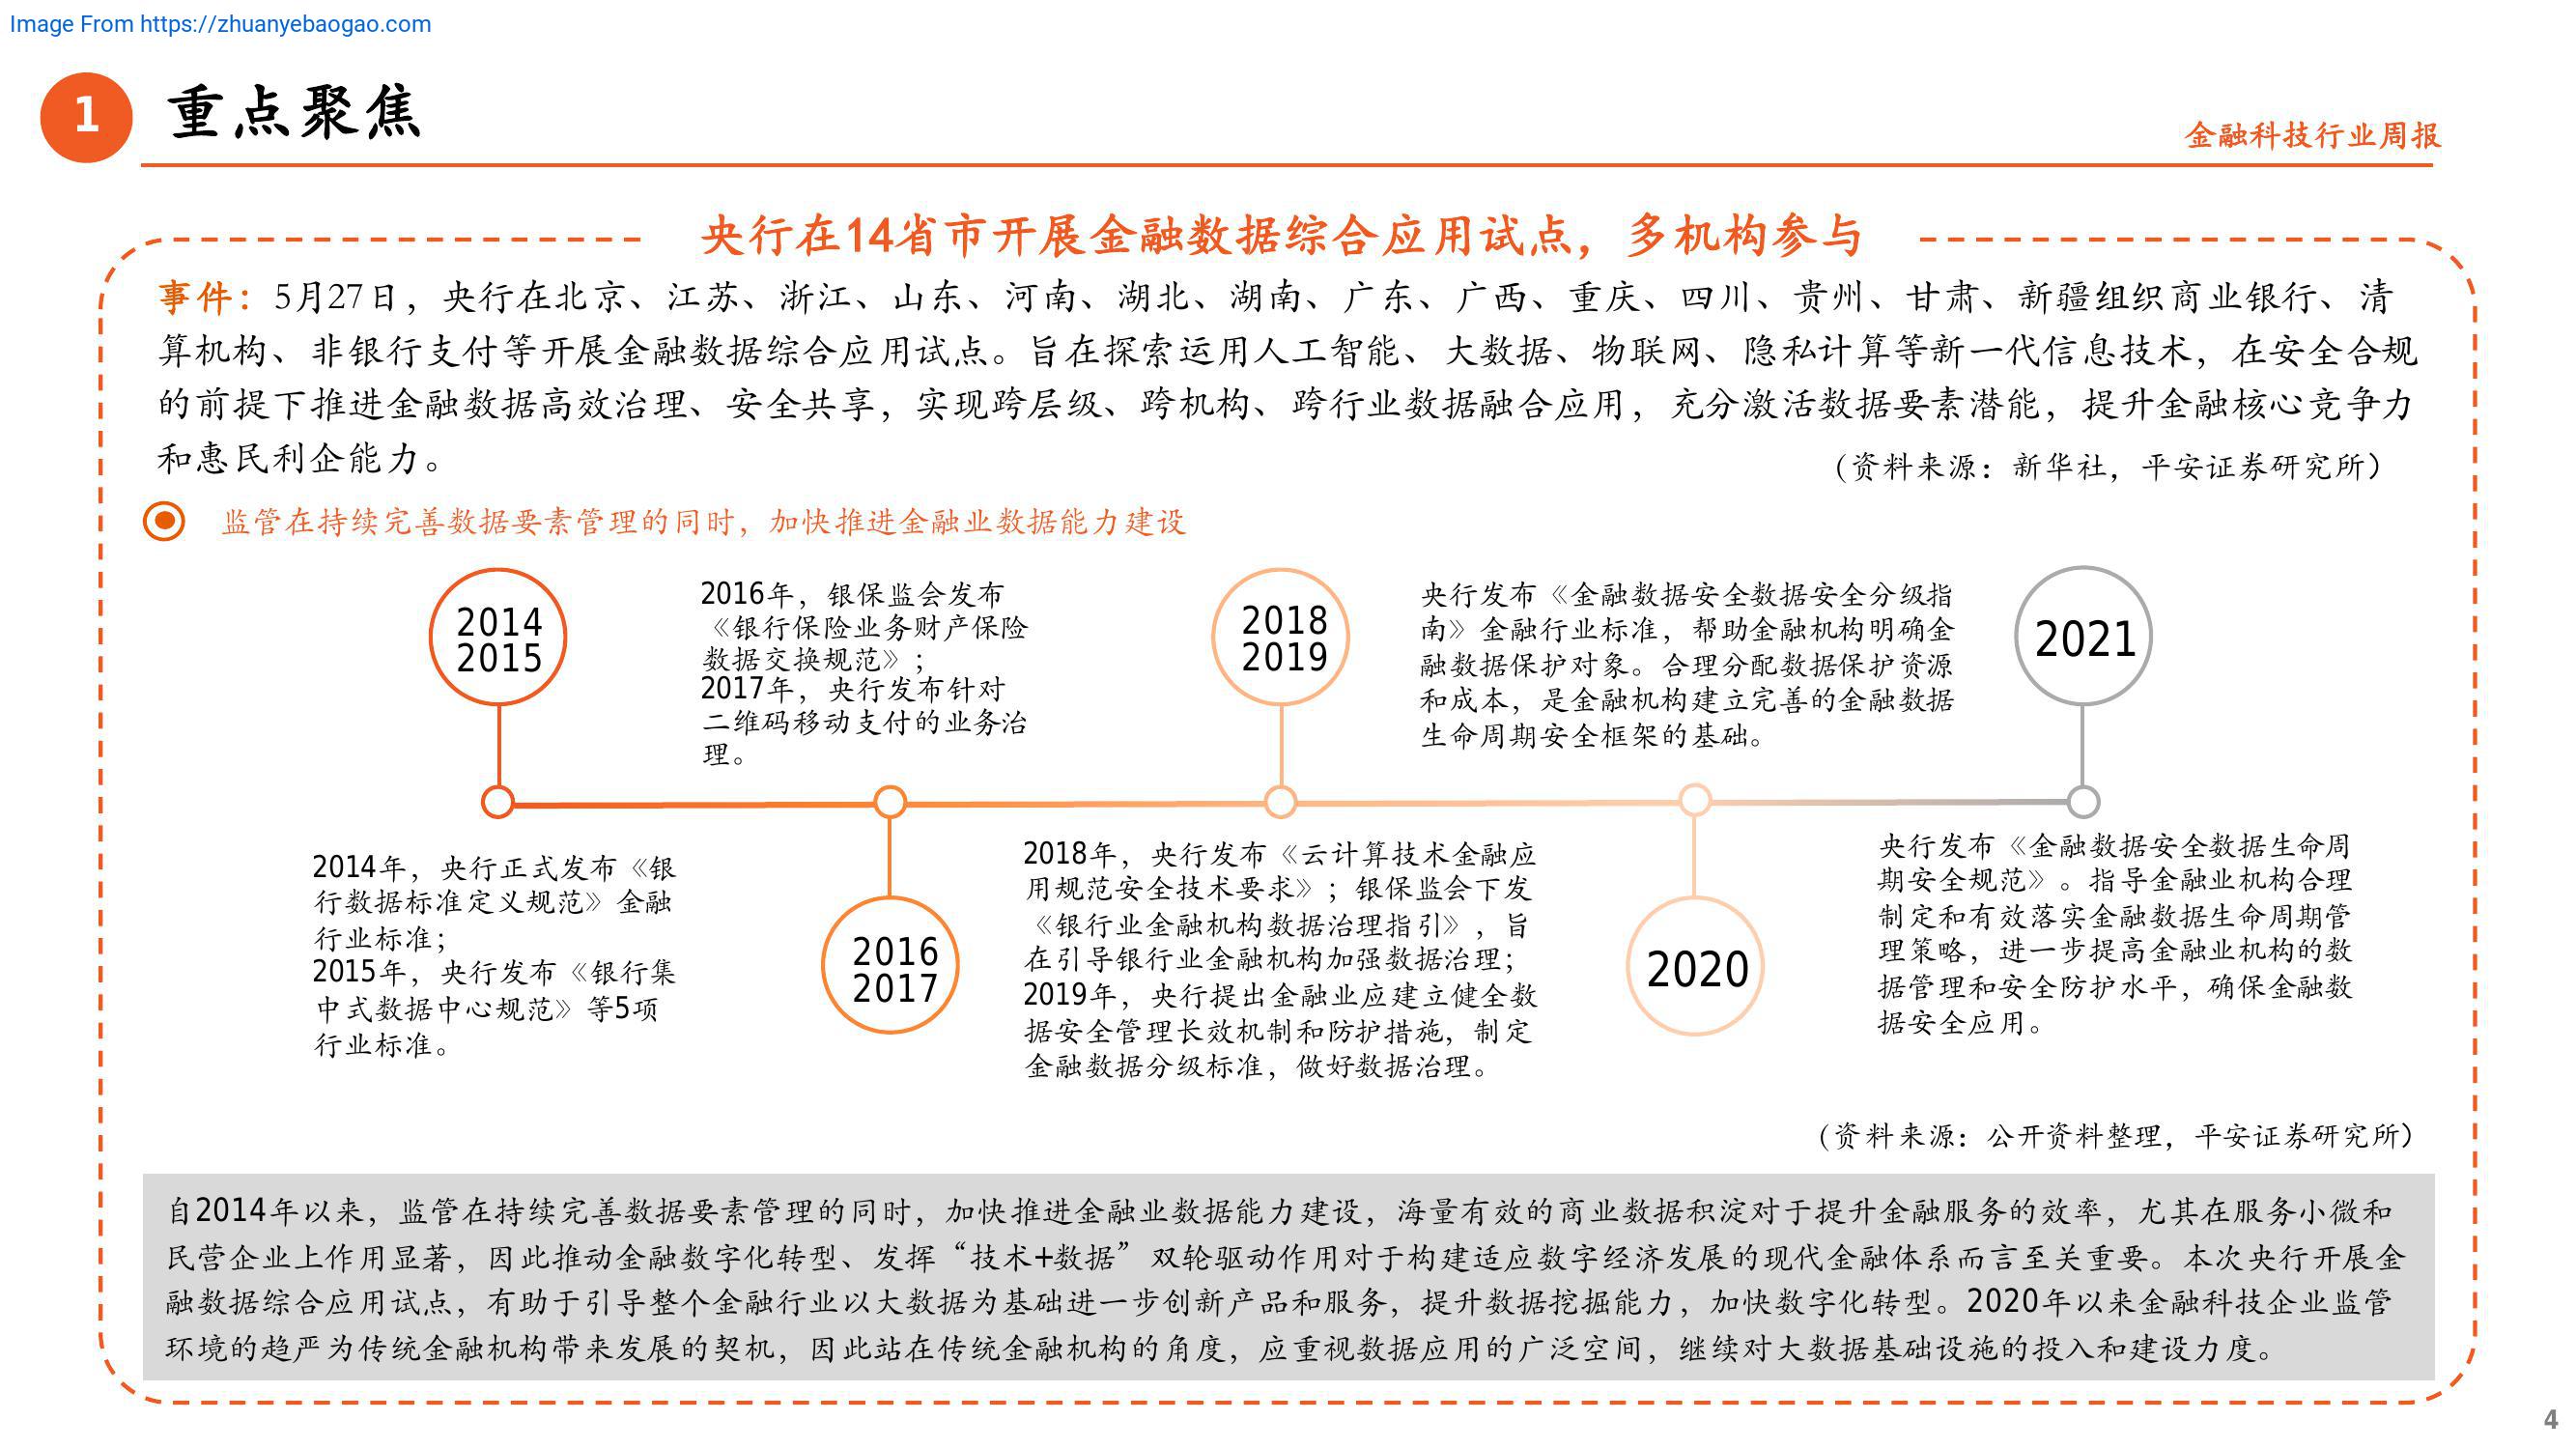 Image From https://zhuanyebaogao.com
1
重点聚焦
金融科技行业周报
央行在14省市开展金融数据综合应用试点，多机构参与
事件：5月27日，央行在北京、江苏、浙江、山东、河南、湖北、湖南、广东、广西、重庆、四川、贵州、甘肃、新疆组织商业银行、清
算机构、非银行支付等开展金融数据综合应用试点。旨在探索运用人工智能、大数据、物联网、隐私计算等新一代信息技术，在安全合规
的前提下推进金融数据高效治理、安全共享，实现跨层级、跨机构、跨行业数据融合应用，充分激活数据要素潜能，提升金融核心竞争力
和惠民利企能力。
（资料来源：新华社，平安证券研究所）
监管在持续完善数据要素管理的同时，加快推进金融业数据能力建设
2014
2015
2014年，央行正式发布《银
行数据标准定义规范》金融
行业标准；
2015年，央行发布《银行集
中式数据中心规范》等5项
行业标准。
2016年，银保监会发布
《银行保险业务财产保险
数据交换规范》；
2017年，央行发布针对
二维码移动支付的业务治
理。
2016
2017
2018
2019
2018年，央行发布《云计算技术金融应
用规范安全技术要求》；银保监会下发
《银行业金融机构数据治理指引》，旨
在引导银行业金融机构加强数据治理；
2019年，央行提出金融业应建立健全数
据安全管理长效机制和防护措施，制定
金融数据分级标准，做好数据治理。
央行发布《金融数据安全数据安全分级指
南》金融行业标准，帮助金融机构明确金
融数据保护对象。合理分配数据保护资源
和成本，是金融机构建立完善的金融数据
生命周期安全框架的基础。
2020
2021
央行发布《金融数据安全数据生命周
期安全规范》。指导金融业机构合理
制定和有效落实金融数据生命周期管
理策略，进一步提高金融业机构的数
据管理和安全防护水平，确保金融数
据安全应用。
（资料来源：公开资料整理，平安证券研究所）
自2014年以来，监管在持续完善数据要素管理的同时，加快推进金融业数据能力建设，海量有效的商业数据积淀对于提升金融服务的效率，尤其在服务小微和
民营企业上作用显著，因此推动金融数字化转型、发挥“技术+数据”双轮驱动作用对于构建适应数字经济发展的现代金融体系而言至关重要。本次央行开展金
融数据综合应用试点，有助于引导整个金融行业以大数据为基础进一步创新产品和服务，提升数据挖掘能力，加快数字化转型。2020年以来金融科技企业监管
环境的趋严为传统金融机构带来发展的契机，因此站在传统金融机构的角度，应重视数据应用的广泛空间，继续对大数据基础设施的投入和建设力度。
4